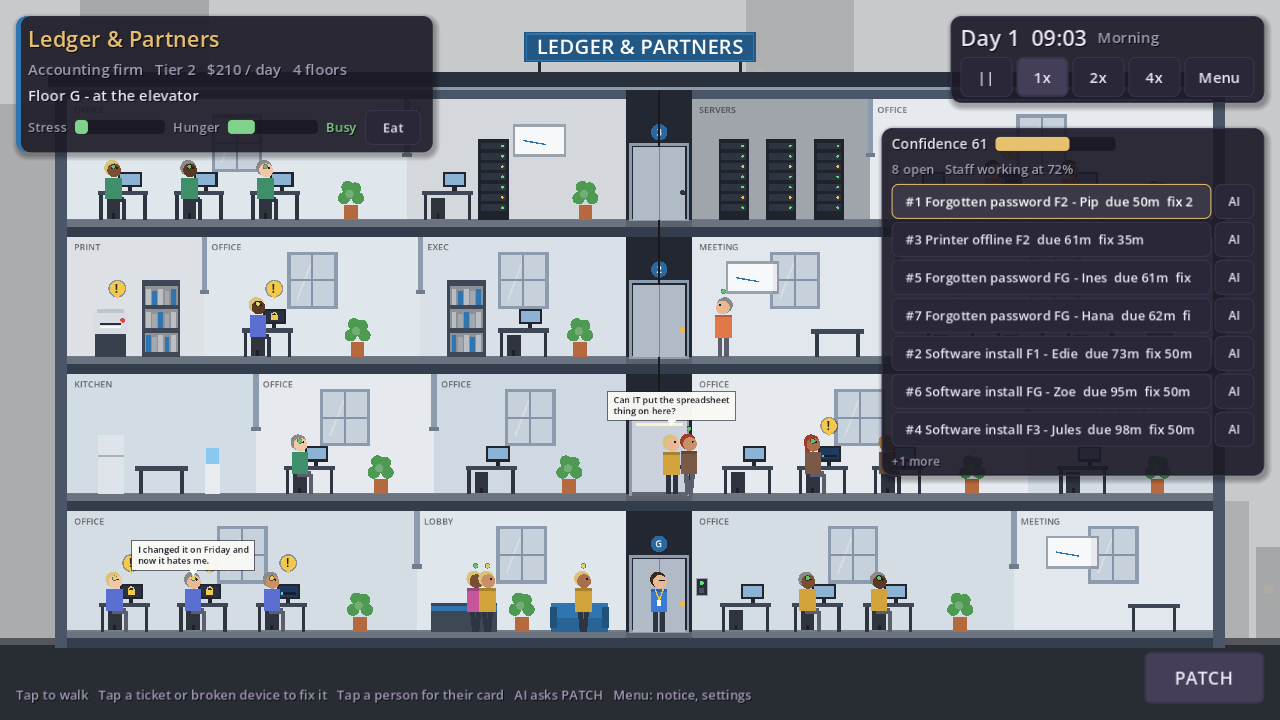 Ledger & Partners
Accounting firm Tier 2 $210 / day 4 floors
Floor G - at the elevator
Stress Hunger Busy Eat
LEDGER & PARTNERS
Day 1 09:03 Morning
|| 1x 2x 4x Menu
Confidence 61
8 open Staff working at 72%
#1 Forgotten password F2 - Pip due 50m fix 2 AI
#3 Printer offline F2 due 61m fix 35m AI
#5 Forgotten password FG - Ines due 61m fix AI
#7 Forgotten password FG - Hana due 62m fi AI
#2 Software install F1 - Edie due 73m fix 50m AI
#6 Software install FG - Zoe due 95m fix 50m AI
#4 Software install F3 - Jules due 98m fix 50m AI
+1 more
SERVERS
OFFICE
3
PRINT
OFFICE
EXEC
2
MEETING
KITCHEN
OFFICE
OFFICE
OFFICE
Can IT put the spreadsheet
thing on here?
OFFICE
LOBBY
G
OFFICE
MEETING
I changed it on Friday and
now it hates me.
Tap to walk Tap a ticket or broken device to fix it Tap a person for their card AI asks PATCH Menu: notice, settings
PATCH